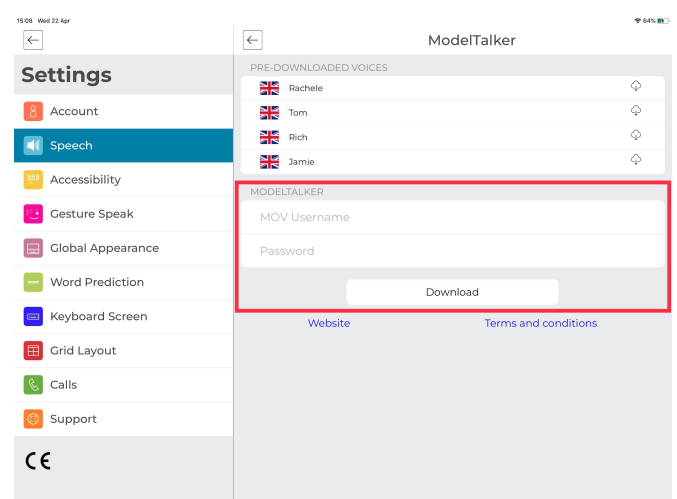 15:08 Wed 22 Apr
64%
ModelTalker
Settings
Account
Speech
Accessibility
Gesture Speak
Global Appearance
Word Prediction
Keyboard Screen
Grid Layout
Calls
Support
CE
PRE-DOWNLOADED VOICES
Rachele
Tom
Rich
Jamie
MODELTALKER
MOV Username
Password
Download
Website Terms and conditions